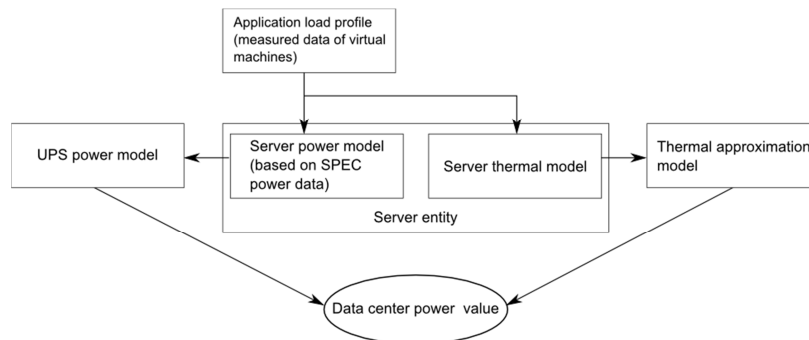 Application load profile
(measured data of virtual
machines)
UPS power model
Server power model
(based on SPEC
power data)
Server thermal model
Thermal approximation
model
Server entity
Data center power value